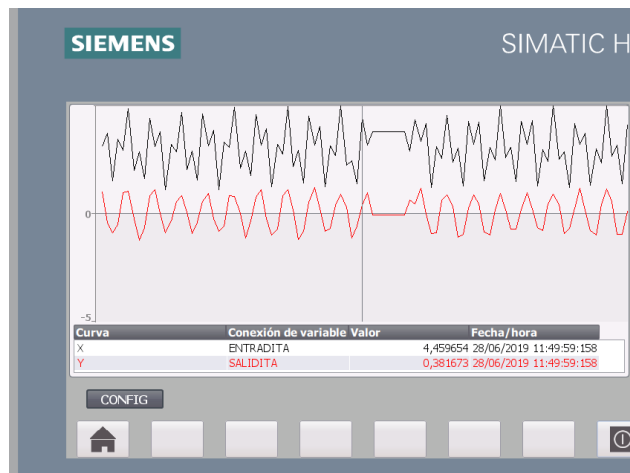 SIEMENS
SIMATIC H
0
-5
Curva Conexión de variable Valor Fecha/hora
X ENTRADITA 4,459654 28/06/2019 11:49:59:158
Y SALIDITA 0,381673 28/06/2019 11:49:59:158
CONFIG